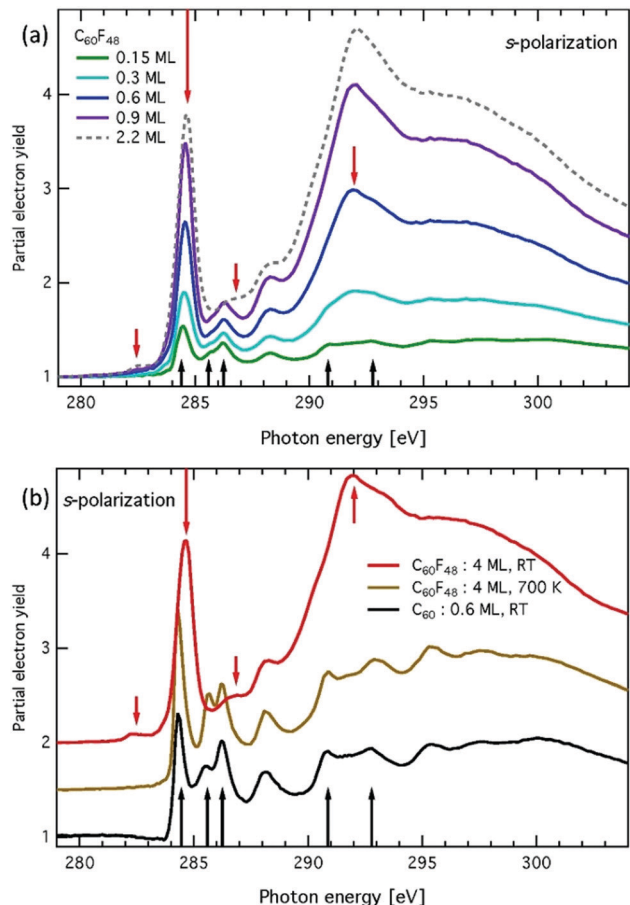 (a)
C₆₀F₄₈
0.15 ML
0.3 ML
0.6 ML
0.9 ML
2.2 ML
s-polarization
Partial electron yield
4
3
2
1
280 285 290 295 300
Photon energy [eV]
(b)
s-polarization
C₆₀F₄₈ : 4 ML, RT
C₆₀F₄₈ : 4 ML, 700 K
C₆₀ : 0.6 ML, RT
Partial electron yield
4
3
2
1
280 285 290 295 300
Photon energy [eV]